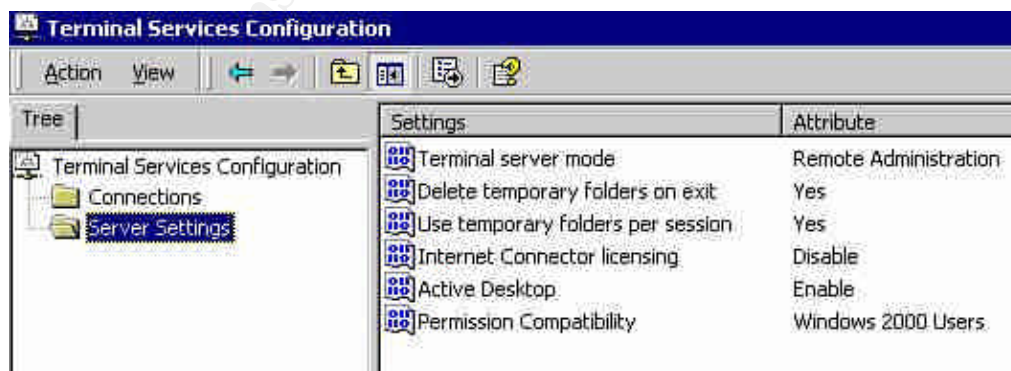 Terminal Services Configuration
Action View
Tree
Terminal Services Configuration
Connections
Server Settings
Settings Attribute
Terminal server mode Remote Administration
Delete temporary folders on exit Yes
Use temporary folders per session Yes
Internet Connector licensing Disable
Active Desktop Enable
Permission Compatibility Windows 2000 Users